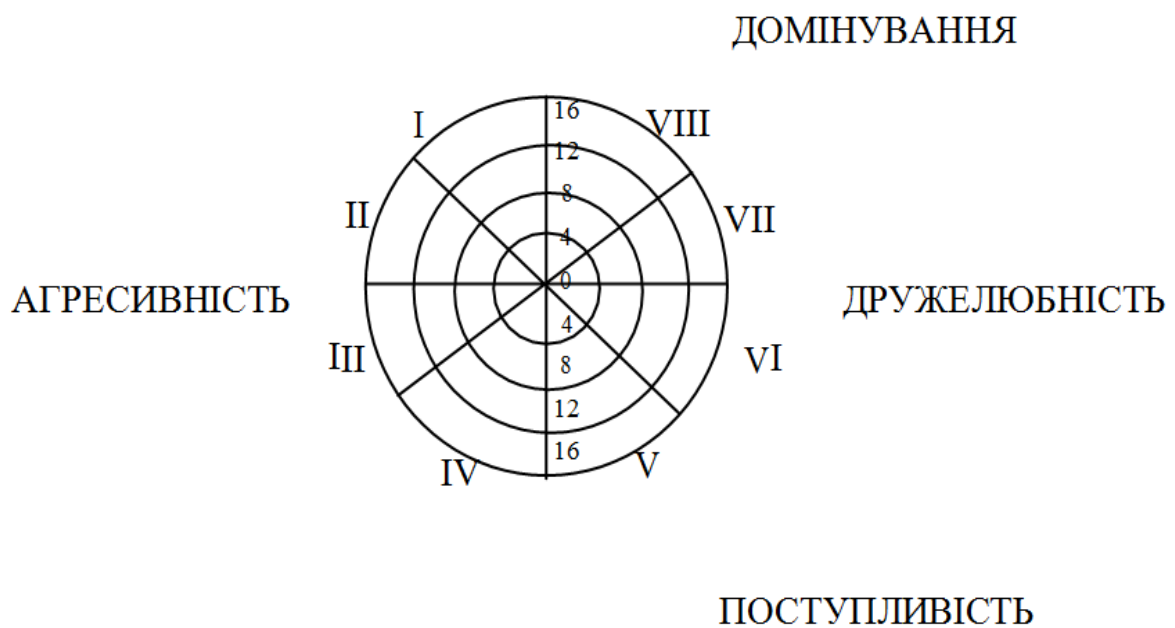 ДОМІНУВАННЯ
16
I
VIII
12
8
II
VII
4
0
АГРЕСИВНІСТЬ
ДРУЖЕЛЮБНІСТЬ
4
III
VI
8
12
16
IV
V
ПОСТУПЛИВІСТЬ